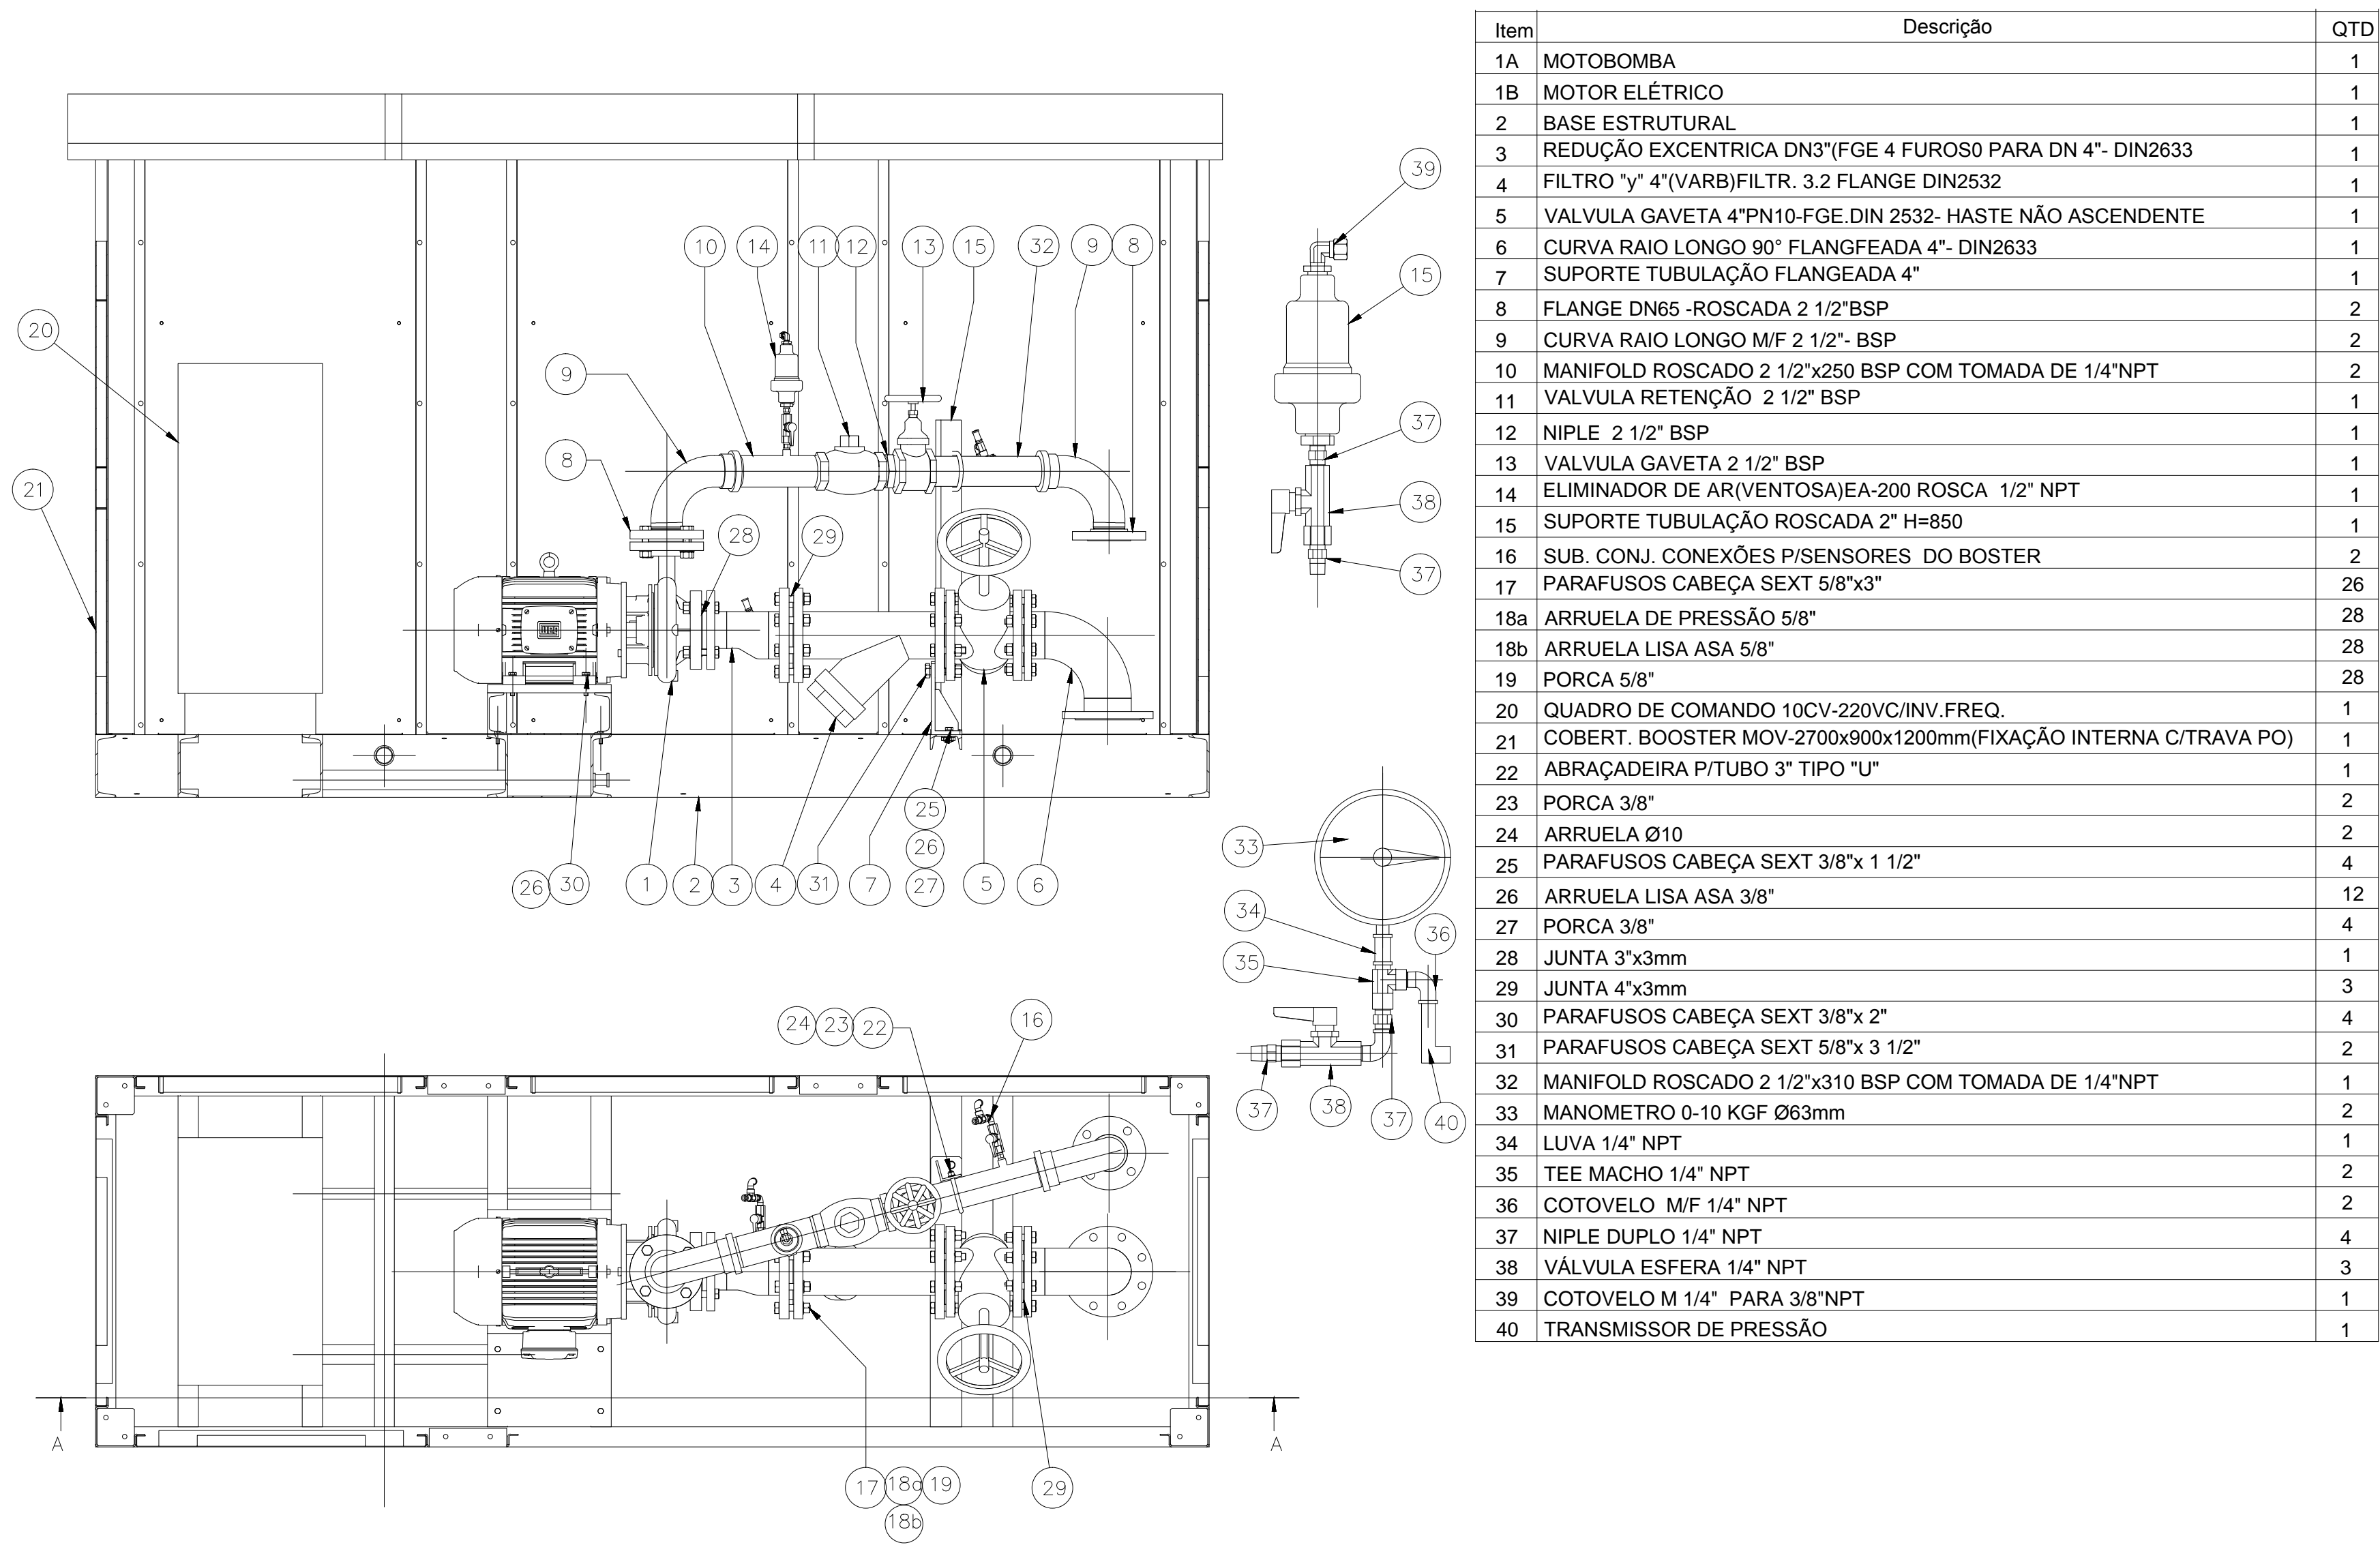 39
15
10
14
11
12
13
15
32
9
8
20
9
37
8
21
28
29
38
37
WEG
25
33
26
26
30
1
2
3
4
31
7
27
5
6
34
36
35
24
23
22
16
37
38
37
40
A
A
17
18a
19
29
18b
Item Descrição QTD
1A MOTOBOMBA 1
1B MOTOR ELÉTRICO 1
2 BASE ESTRUTURAL 1
3 REDUÇÃO EXCENTRICA DN3"(FGE 4 FUROS0 PARA DN 4"- DIN2633 1
4 FILTRO "y" 4"(VARB)FILTR. 3.2 FLANGE DIN2532 1
5 VALVULA GAVETA 4"PN10-FGE.DIN 2532- HASTE NÃO ASCENDENTE 1
6 CURVA RAIO LONGO 90° FLANGFEADA 4"- DIN2633 1
7 SUPORTE TUBULAÇÃO FLANGEADA 4" 1
8 FLANGE DN65 -ROSCADA 2 1/2"BSP 2
9 CURVA RAIO LONGO M/F 2 1/2"- BSP 2
10 MANIFOLD ROSCADO 2 1/2"x250 BSP COM TOMADA DE 1/4"NPT 2
11 VALVULA RETENÇÃO 2 1/2" BSP 1
12 NIPLE 2 1/2" BSP 1
13 VALVULA GAVETA 2 1/2" BSP 1
14 ELIMINADOR DE AR(VENTOSA)EA-200 ROSCA 1/2" NPT 1
15 SUPORTE TUBULAÇÃO ROSCADA 2" H=850 1
16 SUB. CONJ. CONEXÕES P/SENSORES DO BOSTER 2
17 PARAFUSOS CABEÇA SEXT 5/8"x3" 26
18a ARRUELA DE PRESSÃO 5/8" 28
18b ARRUELA LISA ASA 5/8" 28
19 PORCA 5/8" 28
20 QUADRO DE COMANDO 10CV-220VC/INV.FREQ. 1
21 COBERT. BOOSTER MOV-2700x900x1200mm(FIXAÇÃO INTERNA C/TRAVA PO) 1
22 ABRAÇADEIRA P/TUBO 3" TIPO "U" 1
23 PORCA 3/8" 2
24 ARRUELA Ø10 2
25 PARAFUSOS CABEÇA SEXT 3/8"x 1 1/2" 4
26 ARRUELA LISA ASA 3/8" 12
27 PORCA 3/8" 4
28 JUNTA 3"x3mm 1
29 JUNTA 4"x3mm 3
30 PARAFUSOS CABEÇA SEXT 3/8"x 2" 4
31 PARAFUSOS CABEÇA SEXT 5/8"x 3 1/2" 2
32 MANIFOLD ROSCADO 2 1/2"x310 BSP COM TOMADA DE 1/4"NPT 1
33 MANOMETRO 0-10 KGF Ø63mm 2
34 LUVA 1/4" NPT 1
35 TEE MACHO 1/4" NPT 2
36 COTOVELO M/F 1/4" NPT 2
37 NIPLE DUPLO 1/4" NPT 4
38 VÁLVULA ESFERA 1/4" NPT 3
39 COTOVELO M 1/4" PARA 3/8"NPT 1
40 TRANSMISSOR DE PRESSÃO 1